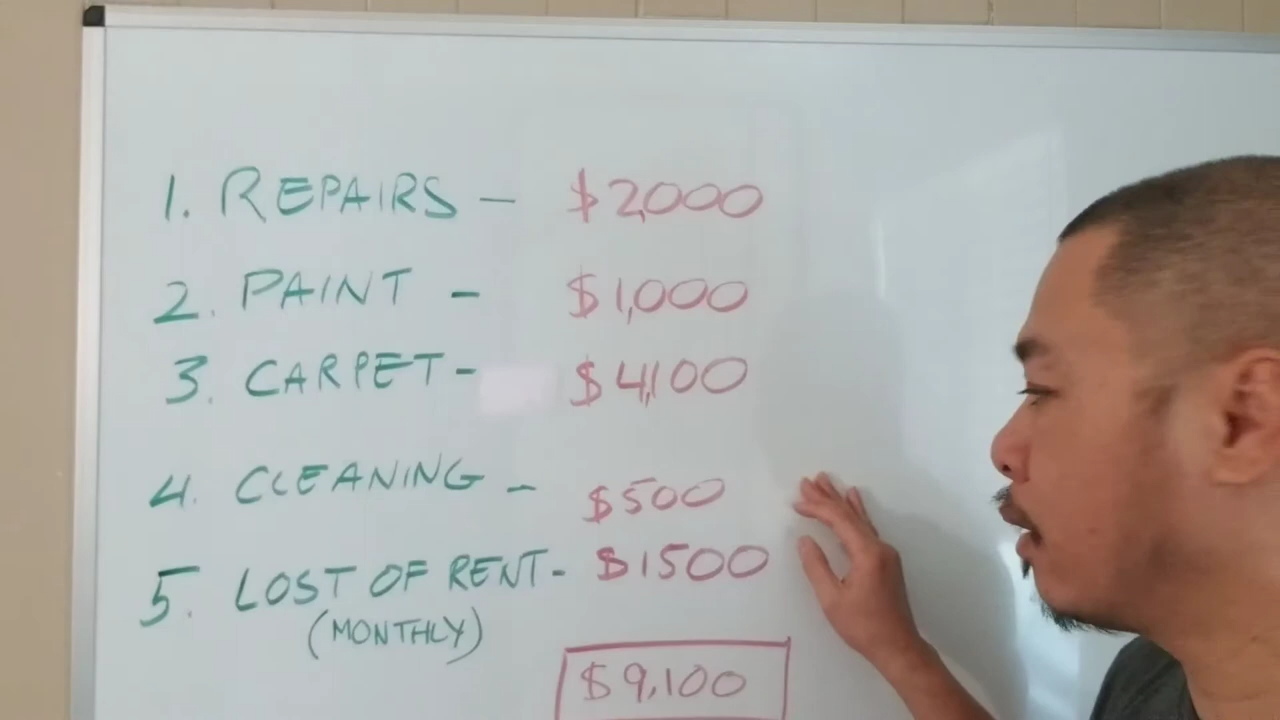 1. REPAIRS - $2,000
2. PAINT - $1,000
3. CARPET - $4,100
4. CLEANING - $500
5. LOST OF RENT - $1500
(MONTHLY)
$9,100